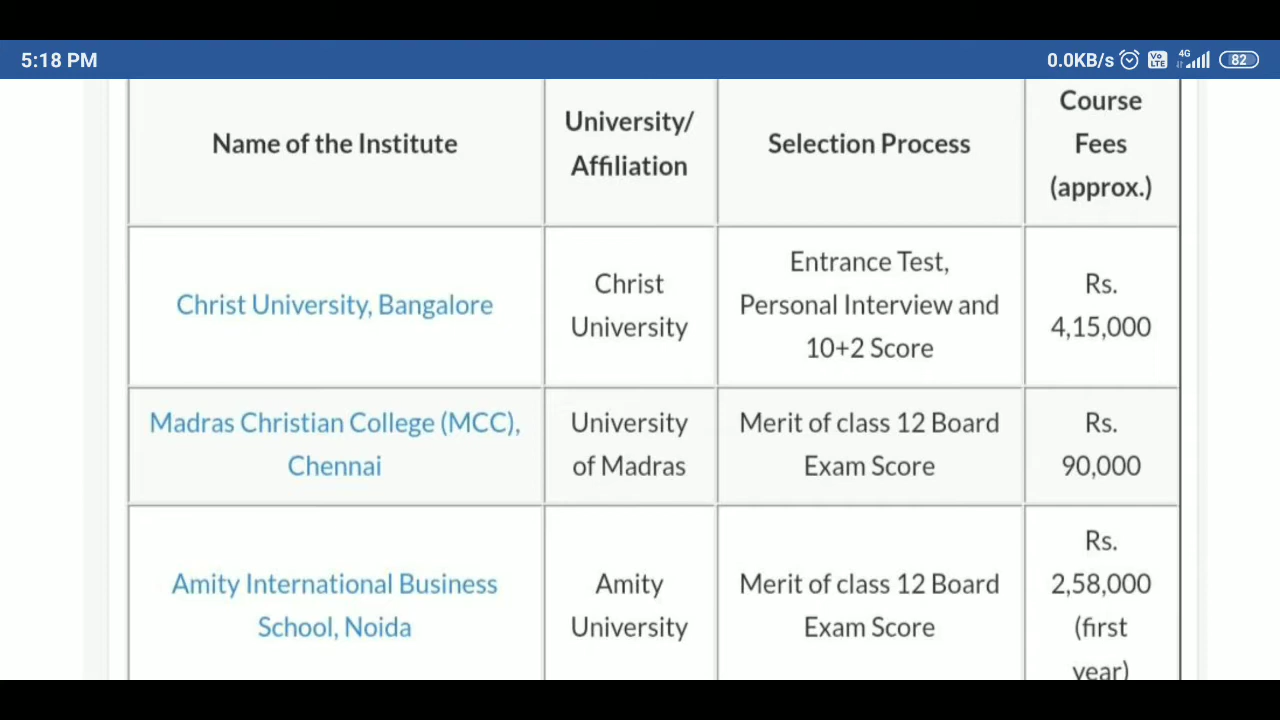 5:18 PM
0.0KB/s
Vo LTE
4G
82
Name of the Institute
University/
Affiliation
Selection Process
Course
Fees
(approx.)
Christ University, Bangalore
Christ
University
Entrance Test,
Personal Interview and
10+2 Score
Rs.
4,15,000
Madras Christian College (MCC),
Chennai
University
of Madras
Merit of class 12 Board
Exam Score
Rs.
90,000
Amity International Business
School, Noida
Amity
University
Merit of class 12 Board
Exam Score
Rs.
2,58,000
(first
year)